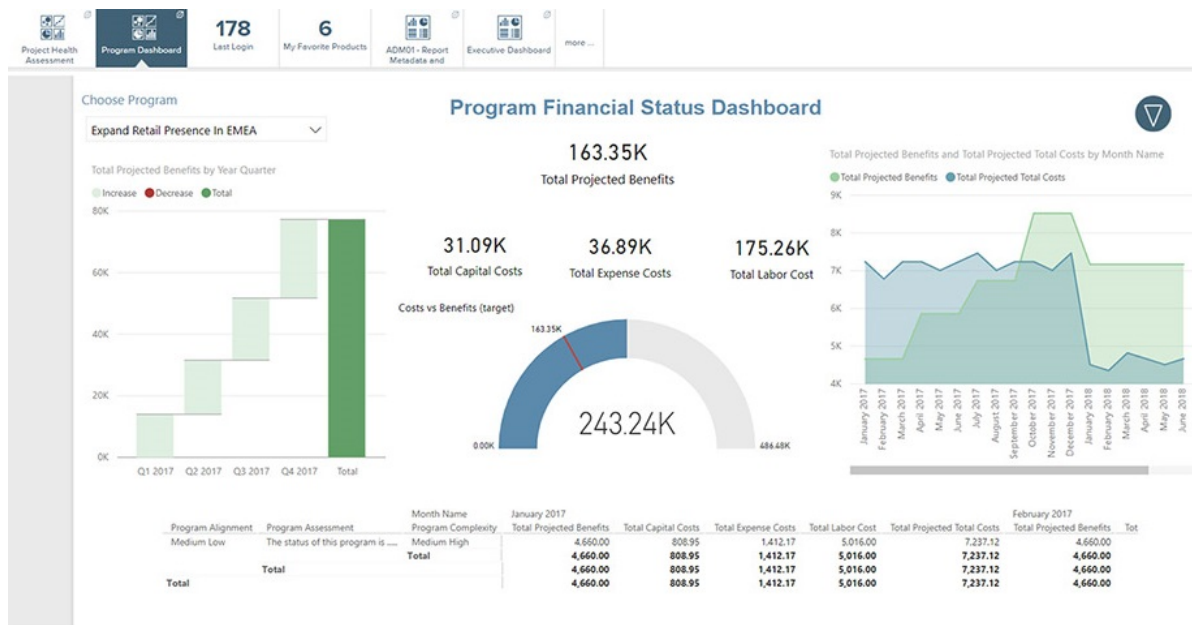 Project Health
Assessment
Program Dashboard
178
Last Login
6
My Favorite Products
ADM01 - Report
Metadata and
Executive Dashboard
more ...
Choose Program
Expand Retail Presence In EMEA
Program Financial Status Dashboard
163.35K
Total Projected Benefits
31.09K
Total Capital Costs
36.89K
Total Expense Costs
175.26K
Total Labor Cost
Total Projected Benefits by Year Quarter
Increase Decrease Total
80K
60K
40K
20K
0K
Q1 2017 Q2 2017 Q3 2017 Q4 2017 Total
Costs vs Benefits (target)
163.35K
243.24K
0.00K
486.48K
Total Projected Benefits and Total Projected Total Costs by Month Name
Total Projected Benefits Total Projected Total Costs
9K
8K
7K
6K
5K
4K
January 2017
February 2017
March 2017
April 2017
May 2017
June 2017
July 2017
August 2017
September 2017
October 2017
November 2017
December 2017
January 2018
February 2018
March 2018
April 2018
May 2018
June 2018
Month Name January 2017 February 2017
Program Alignment Program Assessment Program Complexity Total Projected Benefits Total Capital Costs Total Expense Costs Total Labor Cost Total Projected Total Costs Total Projected Benefits Tot
Medium Low The status of this program is .... Medium High 4,660.00 808.95 1,412.17 5,016.00 7,237.12 4,660.00
Total 4,660.00 808.95 1,412.17 5,016.00 7,237.12 4,660.00
Total 4,660.00 808.95 1,412.17 5,016.00 7,237.12 4,660.00
Total 4,660.00 808.95 1,412.17 5,016.00 7,237.12 4,660.00